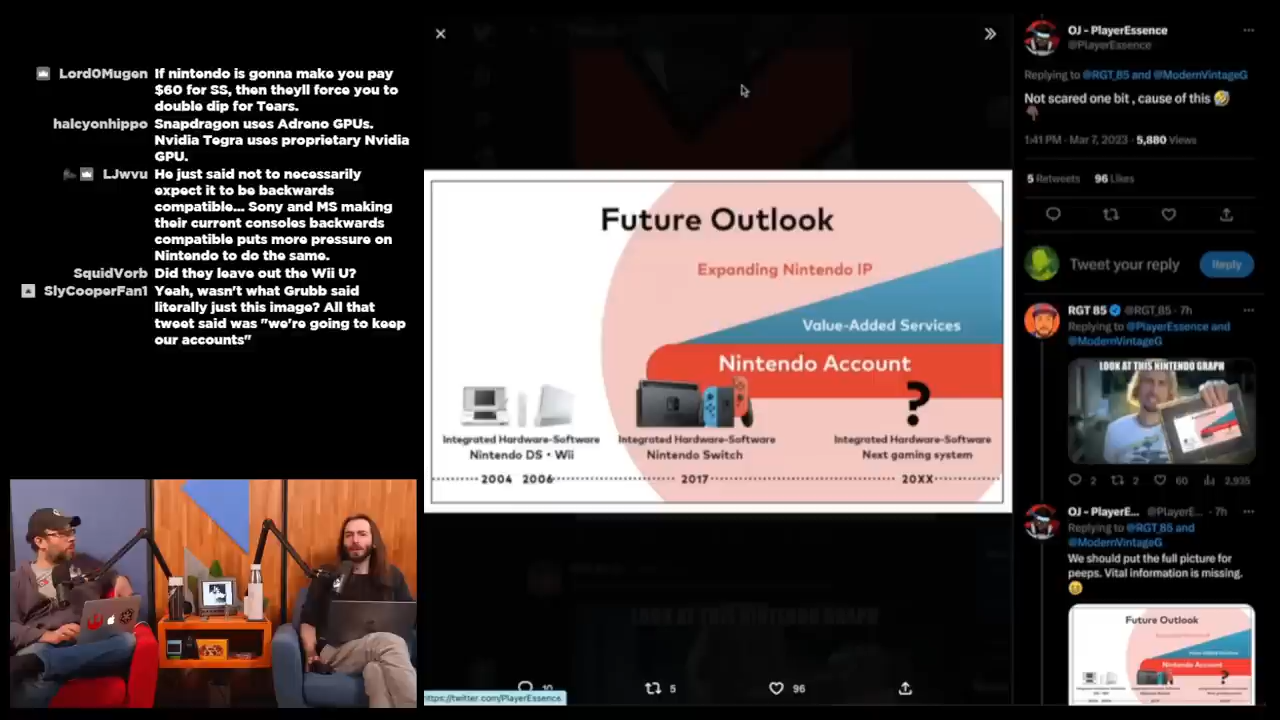 Lord0Mugen If nintendo is gonna make you pay
$60 for SS, then theyll force you to
double dip for Tears.
halcyonhippo Snapdragon uses Adreno GPUs.
Nvidia Tegra uses proprietary Nvidia
GPU.
LJwvu He just said not to necessarily
expect it to be backwards
compatible... Sony and MS making
their current consoles backwards
compatible puts more pressure on
Nintendo to do the same.
SquidVorb Did they leave out the Wii U?
SlyCooperFan1 Yeah, wasn't what Grubb said
literally just this image? All that
tweet said was "we're going to keep
our accounts"
Future Outlook
Expanding Nintendo IP
Value-Added Services
Nintendo Account
?
Integrated Hardware-Software
Nintendo DS • Wii
Integrated Hardware-Software
Nintendo Switch
Integrated Hardware-Software
Next gaming system
2004 2006 2017 20XX
LOOK AT THIS NINTENDO GRAPH
10 5 96
https://twitter.com/PlayerEssence
OJ - PlayerEssence
@PlayerEssence
Replying to @RGT_85 and @ModernVintageG
Not scared one bit , cause of this
1:41 PM · Mar 7, 2023 · 5,880 Views
5 Retweets 96 Likes
Tweet your reply Reply
RGT 85 @RGT_85 · 7h
Replying to @PlayerEssence and
@ModernVintageG
LOOK AT THIS NINTENDO GRAPH
2 2 60 2,935
OJ - PlayerE... @PlayerE... · 7h
Replying to @RGT_85 and
@ModernVintageG
We should put the full picture for
peeps. Vital information is missing.
Future Outlook
Nintendo Account
?